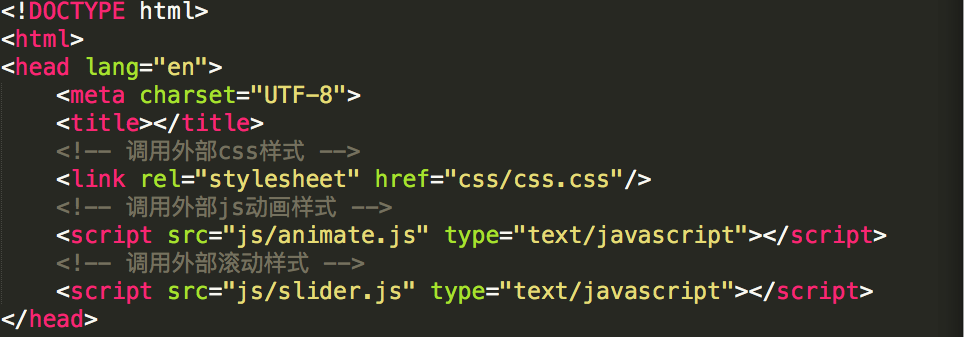 <!DOCTYPE html>
<html>
<head lang="en">
    <meta charset="UTF-8">
    <title></title>
    <!-- 调用外部css样式 -->
    <link rel="stylesheet" href="css/css.css"/>
    <!-- 调用外部js动画样式 -->
    <script src="js/animate.js" type="text/javascript"></script>
    <!-- 调用外部滚动样式 -->
    <script src="js/slider.js" type="text/javascript"></script>
</head>